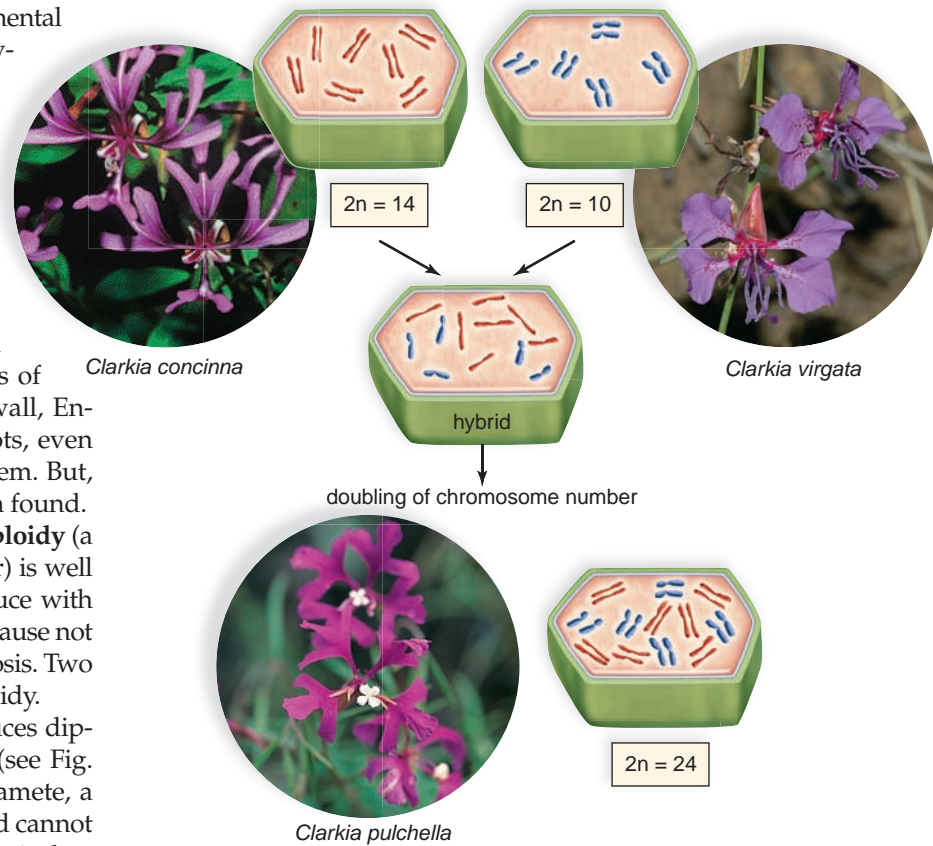 mental
y-
s of
wall, En-
ots, even
em. But,
n found.
ploidy (a
r) is well
uce with
ause not
osis. Two
idy.
uces dip-
(see Fig.
amete, a
d cannot
2n = 14
2n = 10
Clarkia concinna
Clarkia virgata
hybrid
doubling of chromosome number
2n = 24
Clarkia pulchella